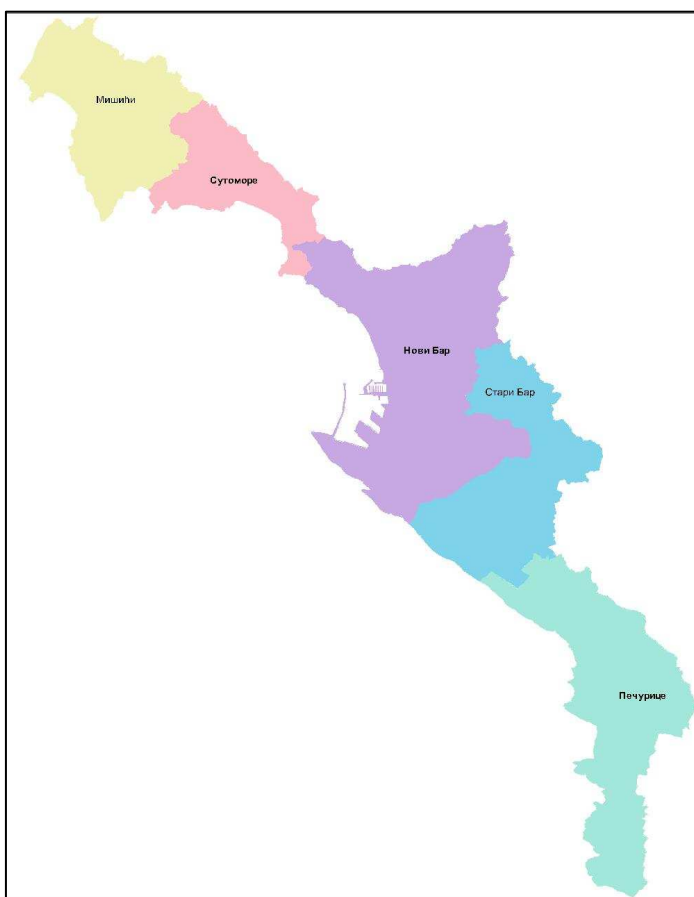 Мишићи
Сутоморе
Нови Бар
Стари Бар
Печурице